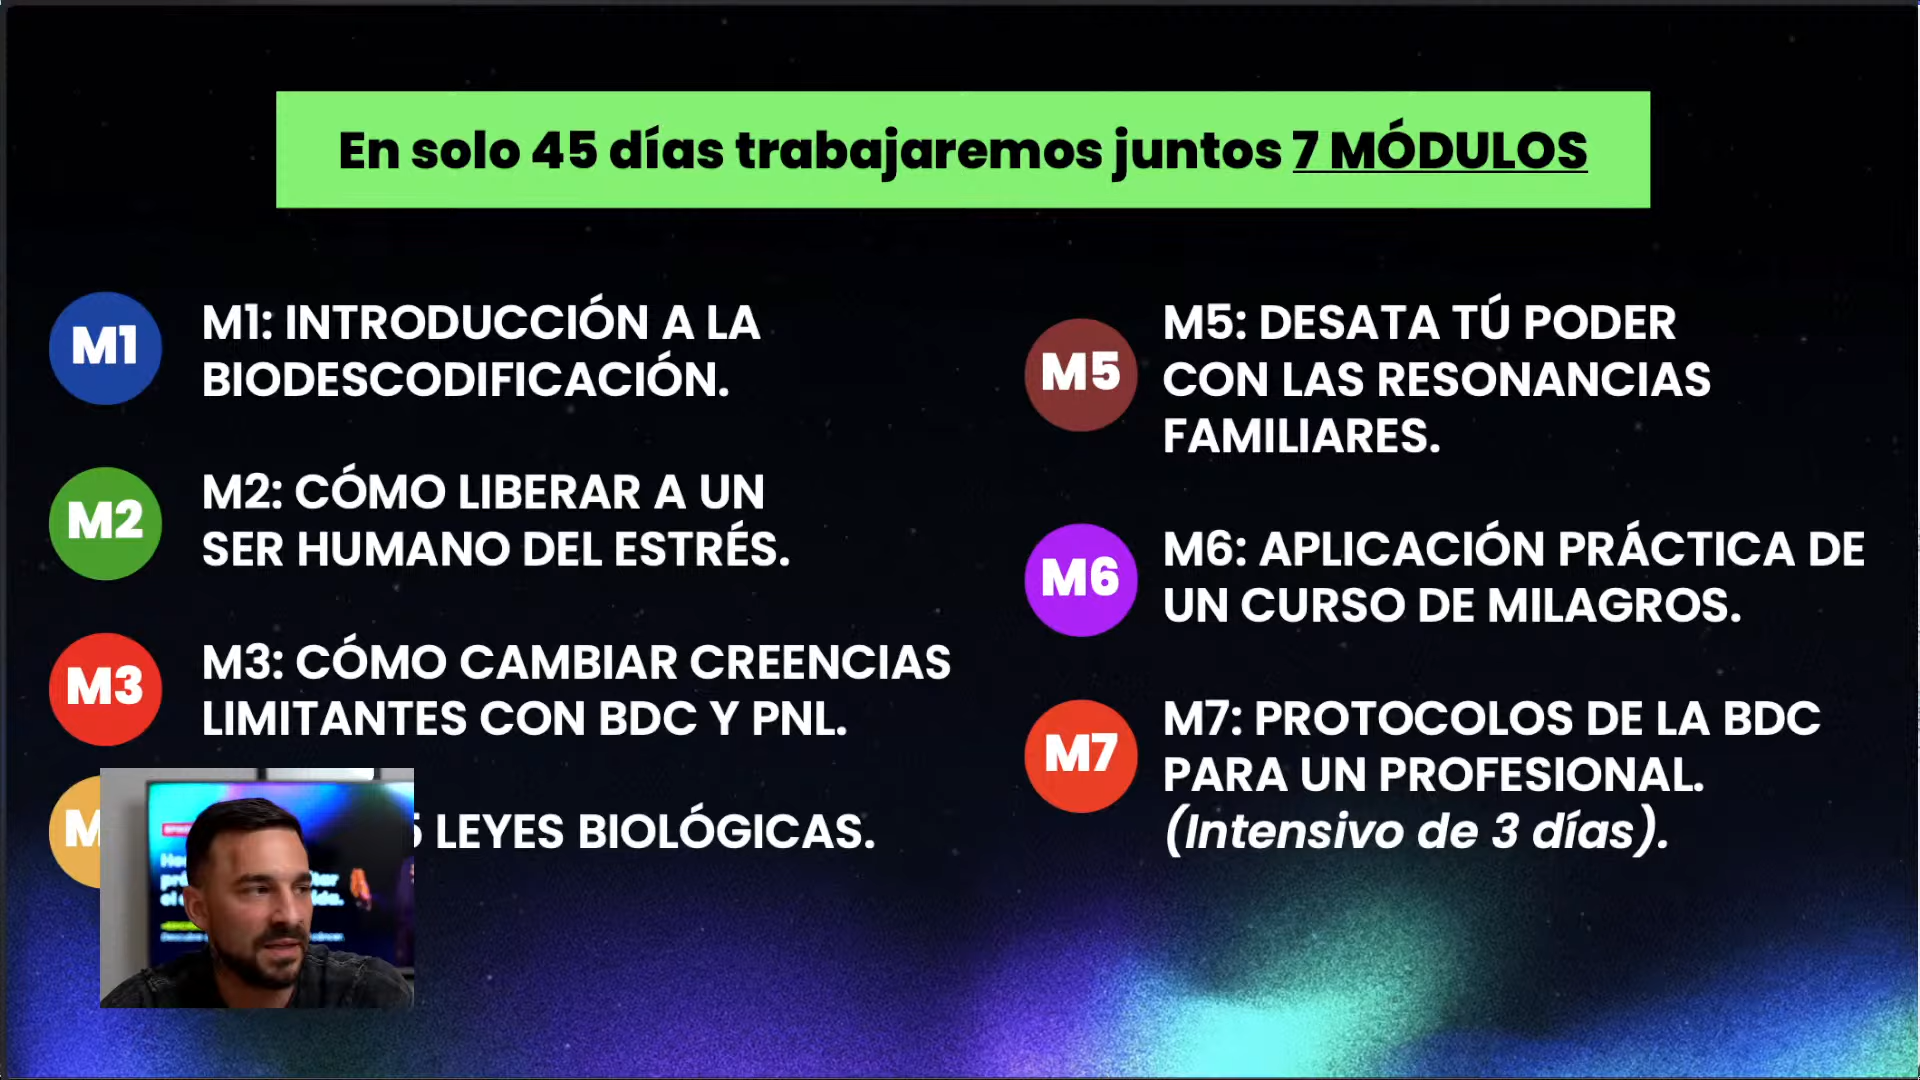 En solo 45 días trabajaremos juntos 7 MÓDULOS
M1
M1: INTRODUCCIÓN A LA
BIODESCODIFICACIÓN.
M2
M2: CÓMO LIBERAR A UN
SER HUMANO DEL ESTRÉS.
M3
M3: CÓMO CAMBIAR CREENCIAS
LIMITANTES CON BDC Y PNL.
M
5 LEYES BIOLÓGICAS.
M5
M5: DESATA TÚ PODER
CON LAS RESONANCIAS
FAMILIARES.
M6
M6: APLICACIÓN PRÁCTICA DE
UN CURSO DE MILAGROS.
M7
M7: PROTOCOLOS DE LA BDC
PARA UN PROFESIONAL.
(Intensivo de 3 días).